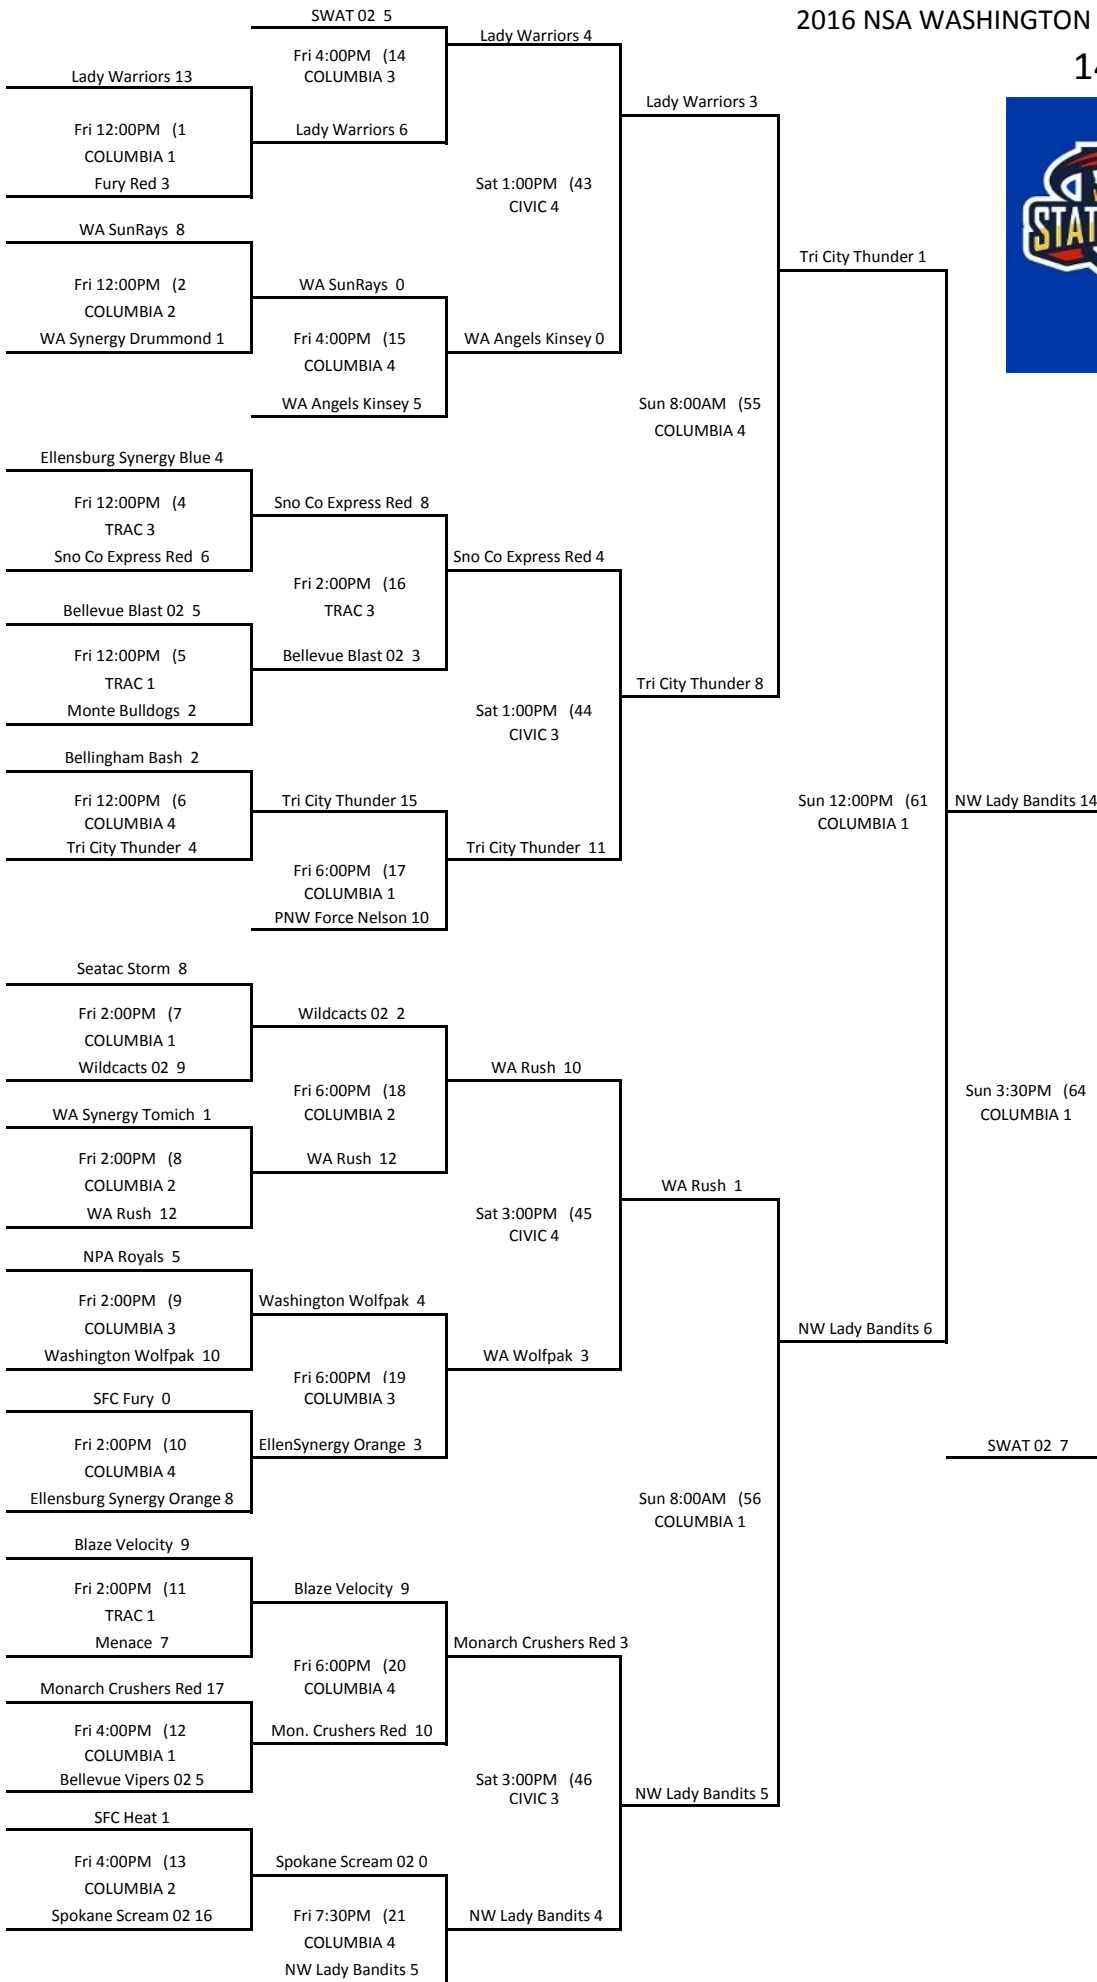 2016 NSA WASHINGTON
14
STAT
SWAT 02 5
Fri 4:00PM (14
COLUMBIA 3
Lady Warriors 6
Lady Warriors 4
Lady Warriors 13
Fri 12:00PM (1
COLUMBIA 1
Fury Red 3
Lady Warriors 3
Sat 1:00PM (43
CIVIC 4
WA SunRays 8
Fri 12:00PM (2
COLUMBIA 2
WA Synergy Drummond 1
WA SunRays 0
Fri 4:00PM (15
COLUMBIA 4
WA Angels Kinsey 5
WA Angels Kinsey 0
Tri City Thunder 1
Sun 8:00AM (55
COLUMBIA 4
Ellensburg Synergy Blue 4
Fri 12:00PM (4
TRAC 3
Sno Co Express Red 6
Sno Co Express Red 8
Fri 2:00PM (16
TRAC 3
Bellevue Blast 02 3
Sno Co Express Red 4
Bellevue Blast 02 5
Fri 12:00PM (5
TRAC 1
Monte Bulldogs 2
Sat 1:00PM (44
CIVIC 3
Tri City Thunder 8
Bellingham Bash 2
Fri 12:00PM (6
COLUMBIA 4
Tri City Thunder 4
Tri City Thunder 15
Fri 6:00PM (17
COLUMBIA 1
PNW Force Nelson 10
Tri City Thunder 11
Sun 12:00PM (61
COLUMBIA 1
NW Lady Bandits 14
Seatac Storm 8
Fri 2:00PM (7
COLUMBIA 1
Wildcacts 02 9
Wildcacts 02 2
Fri 6:00PM (18
COLUMBIA 2
WA Rush 12
WA Rush 10
WA Synergy Tomich 1
Fri 2:00PM (8
COLUMBIA 2
WA Rush 12
Sat 3:00PM (45
CIVIC 4
WA Rush 1
Sun 3:30PM (64
COLUMBIA 1
NPA Royals 5
Fri 2:00PM (9
COLUMBIA 3
Washington Wolfpak 10
Washington Wolfpak 4
Fri 6:00PM (19
COLUMBIA 3
EllenSynergy Orange 3
WA Wolfpak 3
NW Lady Bandits 6
SFC Fury 0
Fri 2:00PM (10
COLUMBIA 4
Ellensburg Synergy Orange 8
SWAT 02 7
Sun 8:00AM (56
COLUMBIA 1
Blaze Velocity 9
Fri 2:00PM (11
TRAC 1
Menace 7
Blaze Velocity 9
Fri 6:00PM (20
COLUMBIA 4
Mon. Crushers Red 10
Monarch Crushers Red 3
Monarch Crushers Red 17
Fri 4:00PM (12
COLUMBIA 1
Bellevue Vipers 02 5
Sat 3:00PM (46
CIVIC 3
NW Lady Bandits 5
SFC Heat 1
Fri 4:00PM (13
COLUMBIA 2
Spokane Scream 02 16
Spokane Scream 02 0
Fri 7:30PM (21
COLUMBIA 4
NW Lady Bandits 5
NW Lady Bandits 4